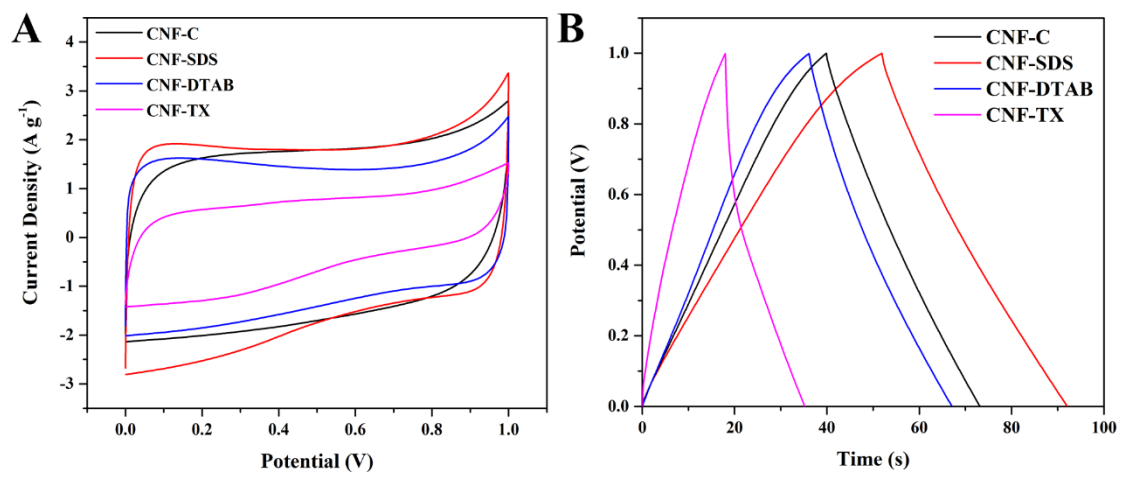 A
CNF-C
CNF-SDS
CNF-DTAB
CNF-TX
4
3
2
1
0
-1
-2
-3
Current Density (A g⁻¹)
0.0 0.2 0.4 0.6 0.8 1.0
Potential (V)
B
CNF-C
CNF-SDS
CNF-DTAB
CNF-TX
1.0
0.8
0.6
0.4
0.2
0.0
Potential (V)
0 20 40 60 80 100
Time (s)